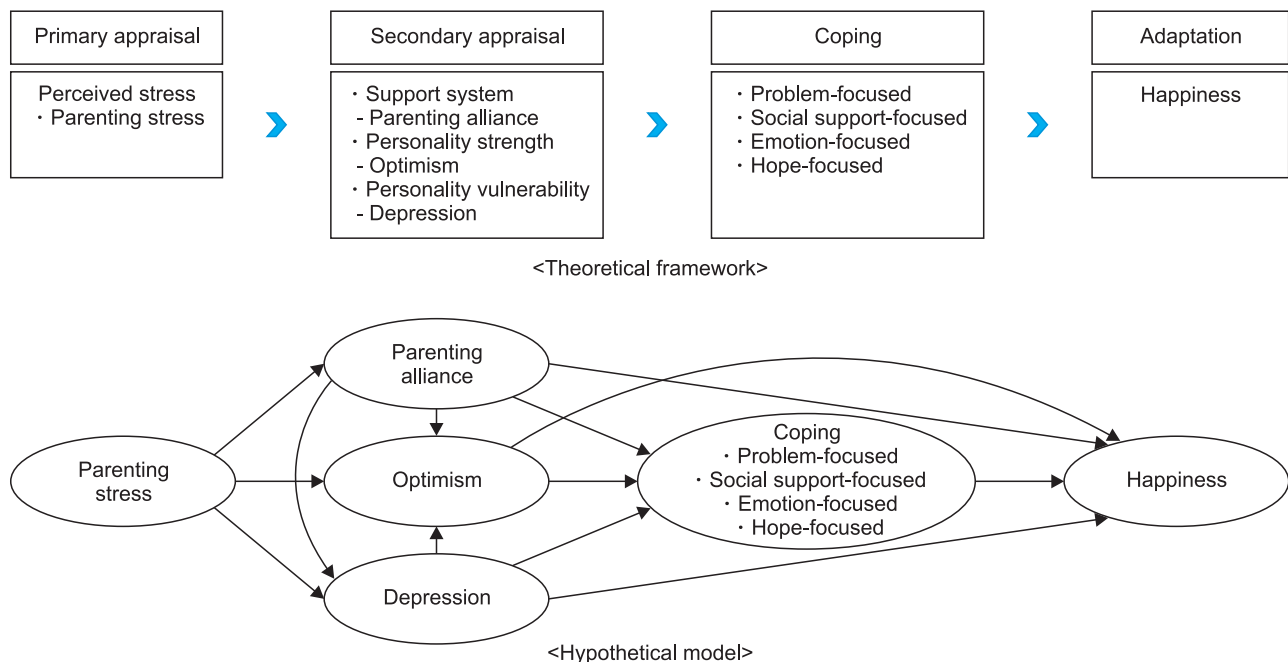 Primary appraisal
Perceived stress
· Parenting stress
Secondary appraisal
· Support system
- Parenting alliance
· Personality strength
- Optimism
· Personality vulnerability
- Depression
Coping
· Problem-focused
· Social support-focused
· Emotion-focused
· Hope-focused
Adaptation
Happiness
<Theoretical framework>
Parenting
alliance
Parenting
stress
Optimism
Coping
· Problem-focused
· Social support-focused
· Emotion-focused
· Hope-focused
Happiness
Depression
<Hypothetical model>